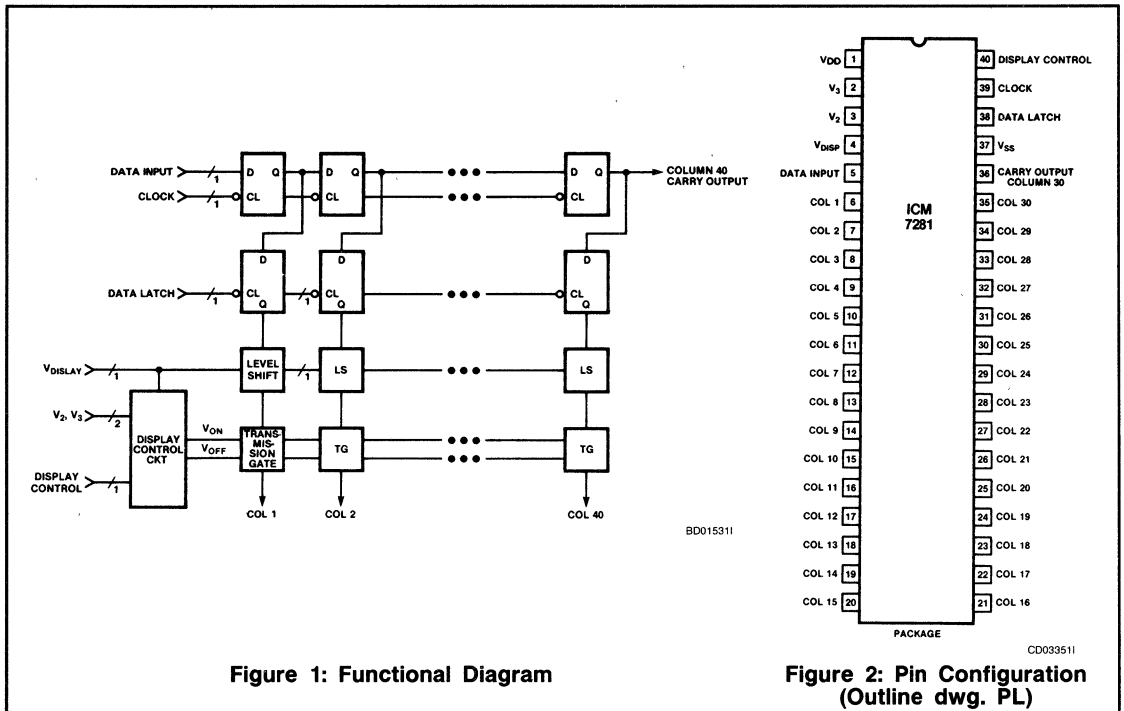 DATA INPUT
1
D Q
D Q
D Q
COLUMN 40
CARRY OUTPUT
CLOCK
1
CL
CL
CL
D
D
D
DATA LATCH
1
CL
Q
1
CL
Q
CL
Q
VDISLAY
1
LEVEL
SHIFT
1
LS
LS
V2, V3
2
DISPLAY
CONTROL
CKT
VON
VOFF
TRANS-
MIS-
SION
GATE
TG
TG
DISPLAY
CONTROL
1
COL 1
COL 2
COL 40
BD01531I
Figure 1: Functional Diagram
VDD 1
V3 2
V2 3
VDISP 4
DATA INPUT 5
COL 1 6
COL 2 7
COL 3 8
COL 4 9
COL 5 10
COL 6 11
COL 7 12
COL 8 13
COL 9 14
COL 10 15
COL 11 16
COL 12 17
COL 13 18
COL 14 19
COL 15 20
ICM
7281
40 DISPLAY CONTROL
39 CLOCK
38 DATA LATCH
37 VSS
36 CARRY OUTPUT
COLUMN 30
35 COL 30
34 COL 29
33 COL 28
32 COL 27
31 COL 26
30 COL 25
29 COL 24
28 COL 23
27 COL 22
26 COL 21
25 COL 20
24 COL 19
23 COL 18
22 COL 17
21 COL 16
PACKAGE
CD03351I
Figure 2: Pin Configuration
(Outline dwg. PL)